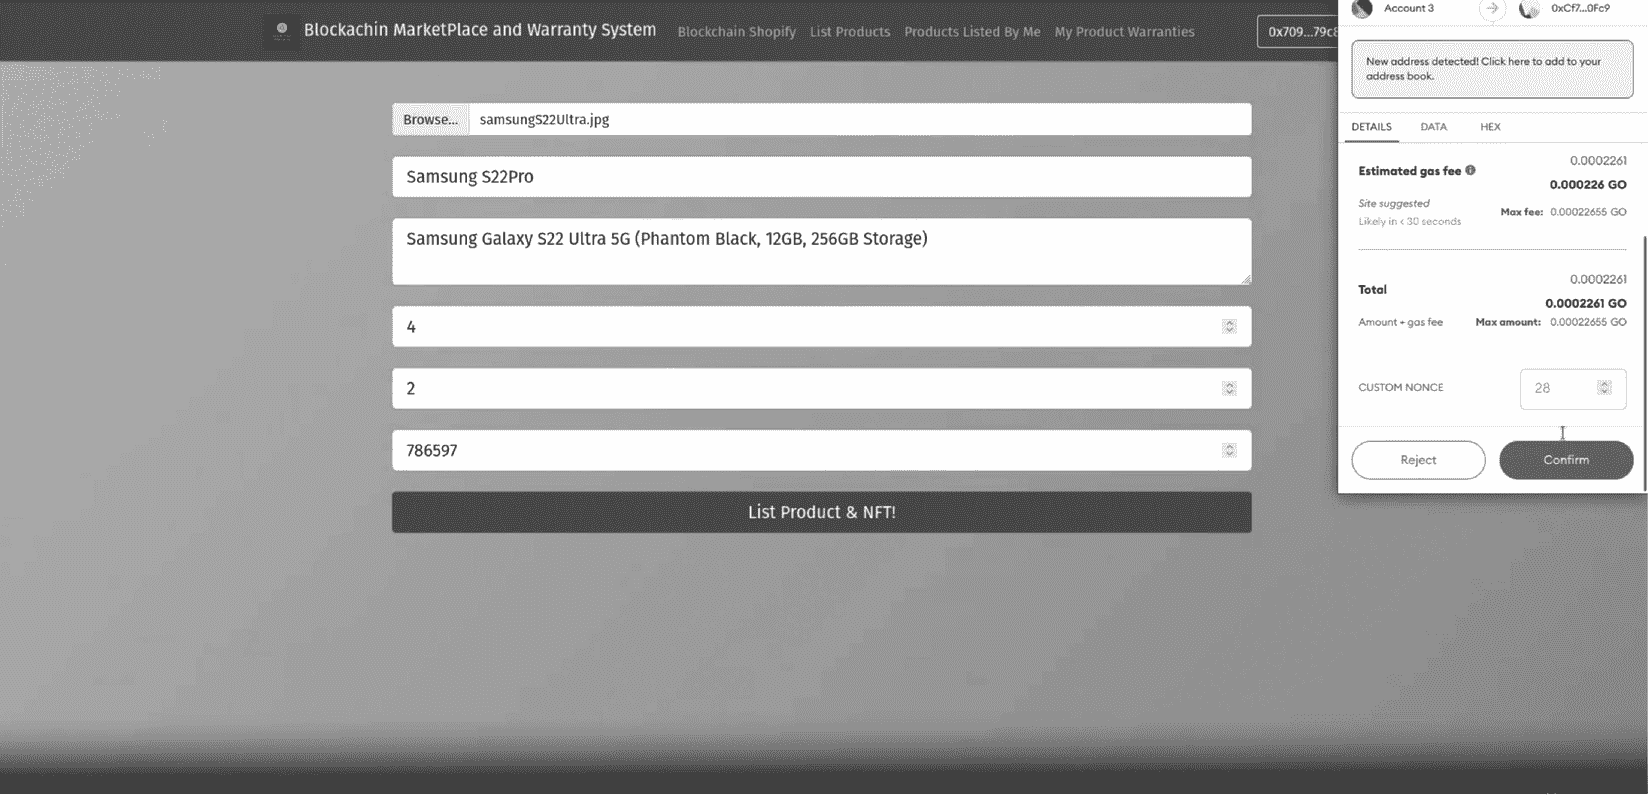 Blockachin MarketPlace and Warranty System
Blockchain Shopify
List Products
Products Listed By Me
My Product Warranties
0x709...79c8
Browse...
samsungS22Ultra.jpg
Samsung S22Pro
Samsung Galaxy S22 Ultra 5G (Phantom Black, 12GB, 256GB Storage)
4
2
786597
List Product & NFT!
Account 3
0xCf7...0Fc9
New address detected! Click here to add to your
address book.
DETAILS
DATA
HEX
0.0002261
Estimated gas fee
0.000226 GO
Site suggested
Likely in < 30 seconds
Max fee: 0.00022655 GO
0.0002261
Total
0.0002261 GO
Amount + gas fee
Max amount: 0.00022655 GO
CUSTOM NONCE
28
Reject
Confirm